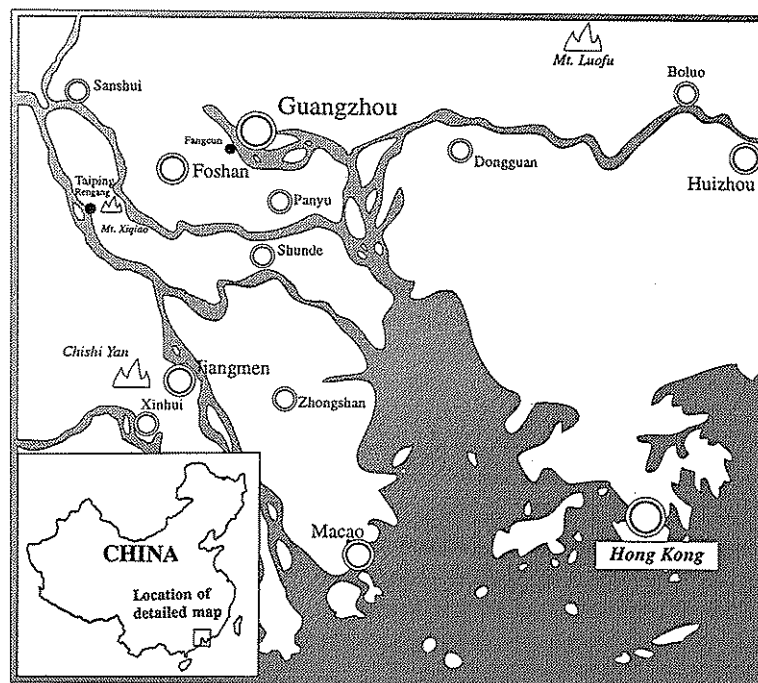 Mt. Luofu
Boluo
Sanshui
Guangzhou
Fangcun
Dongguan
Huizhou
Foshan
Taiping
Rengang
Panyu
Mt. Xiqiao
Shunde
Chishi Yan
Jiangmen
Zhongshan
Xinhui
Macao
Hong Kong
CHINA
Location of
detailed map